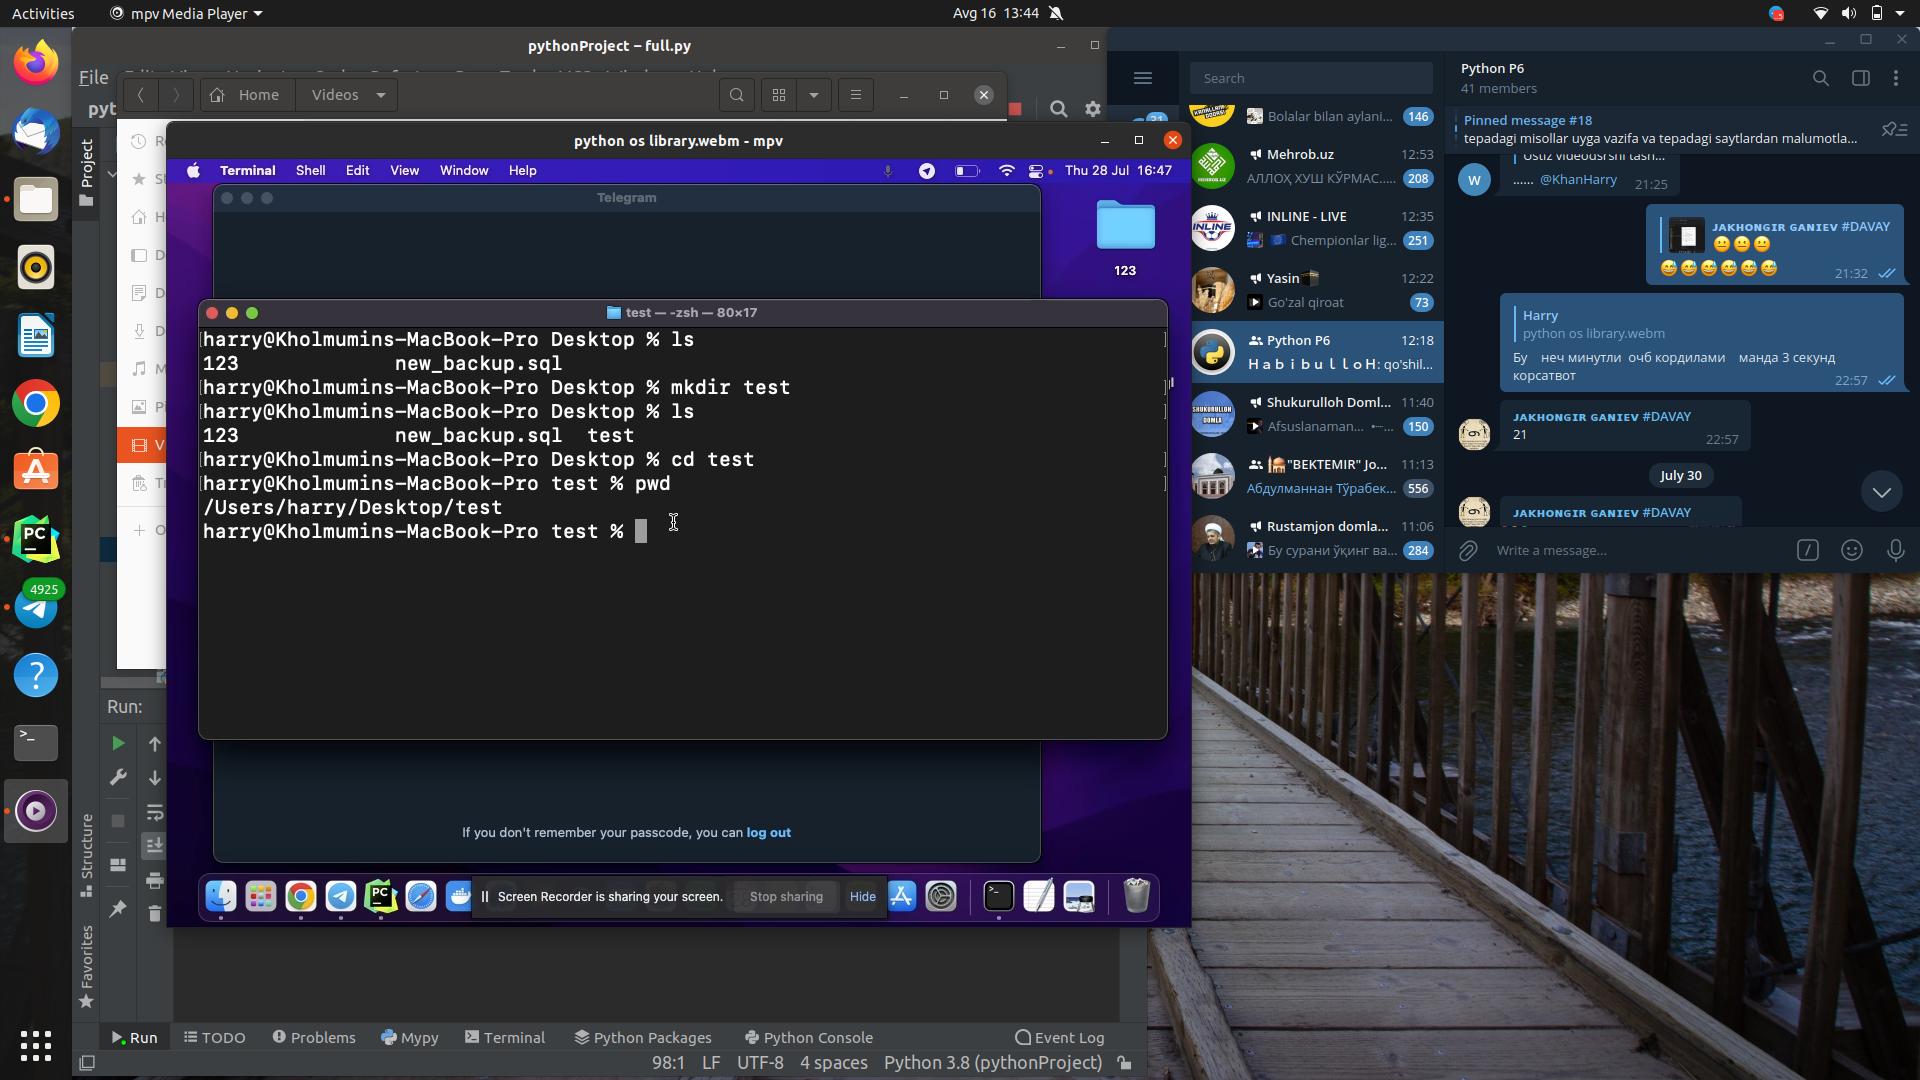 Activities
mpv Media Player
Avg 16 13:44
pythonProject – full.py
File
pyt
Home
Videos
Project
python os library.webm - mpv
Terminal Shell Edit View Window Help
Thu 28 Jul 16:47
Telegram
123
test — -zsh — 80×17
harry@Kholmumins-MacBook-Pro Desktop % ls
123 new_backup.sql
harry@Kholmumins-MacBook-Pro Desktop % mkdir test
harry@Kholmumins-MacBook-Pro Desktop % ls
123 new_backup.sql test
harry@Kholmumins-MacBook-Pro Desktop % cd test
harry@Kholmumins-MacBook-Pro test % pwd
/Users/harry/Desktop/test
harry@Kholmumins-MacBook-Pro test %
If you don't remember your passcode, you can log out
Screen Recorder is sharing your screen. Stop sharing Hide
4925
Run:
Structure
Favorites
Run TODO Problems Mypy Terminal Python Packages Python Console Event Log
98:1 LF UTF-8 4 spaces Python 3.8 (pythonProject)
Search
Bolalar bilan aylani... 146
Mehrob.uz 12:53
АЛЛОҲ ХУШ КЎРМАС..... 208
INLINE - LIVE 12:35
Chempionlar lig... 251
Yasin 12:22
Go'zal qiroat 73
Python P6 12:18
H a b i b u l l o H: qo'shil...
Shukurulloh Doml... 11:40
Afsuslanaman... 150
"BEKTEMIR" Jo... 11:13
Абдулманнан Тўрабек... 556
Rustamjon domla... 11:06
Бу сурани ўқинг ва... 284
Python P6
41 members
Pinned message #18
tepadagi misollar uyga vazifa va tepadagi saytlardan malumotla...
Ustiz videodsrshi tash...
...... @KhanHarry 21:25
W
ᴊᴀᴋʜᴏɴɢɪʀ ɢᴀɴɪᴇᴠ #DAVAY
21:32
Harry
python os library.webm
Бу неч минутли очб кордилами манда 3 секунд
корсатвот
22:57
ᴊᴀᴋʜᴏɴɢɪʀ ɢᴀɴɪᴇᴠ #DAVAY
21
22:57
July 30
ᴊᴀᴋʜᴏɴɢɪʀ ɢᴀɴɪᴇᴠ #DAVAY
Write a message...